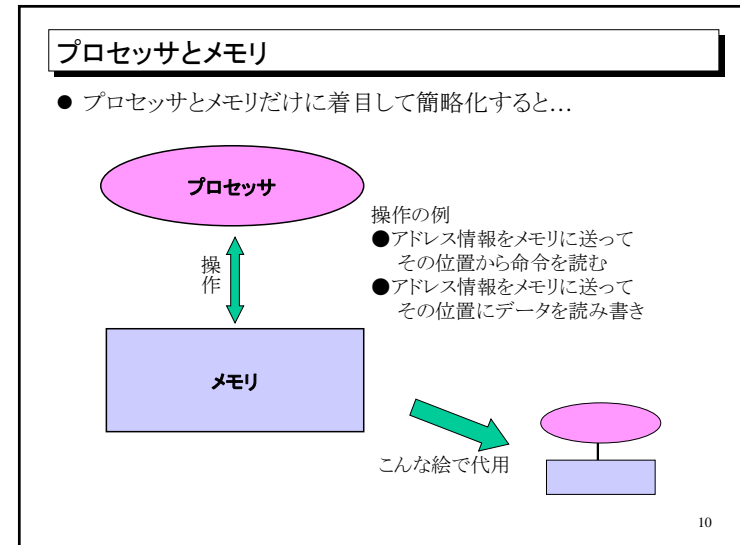 プロセッサとメモリ
● プロセッサとメモリだけに着目して簡略化すると…
プロセッサ
操作
操作の例
●アドレス情報をメモリに送って
その位置から命令を読む
●アドレス情報をメモリに送って
その位置にデータを読み書き
メモリ
こんな絵で代用
10